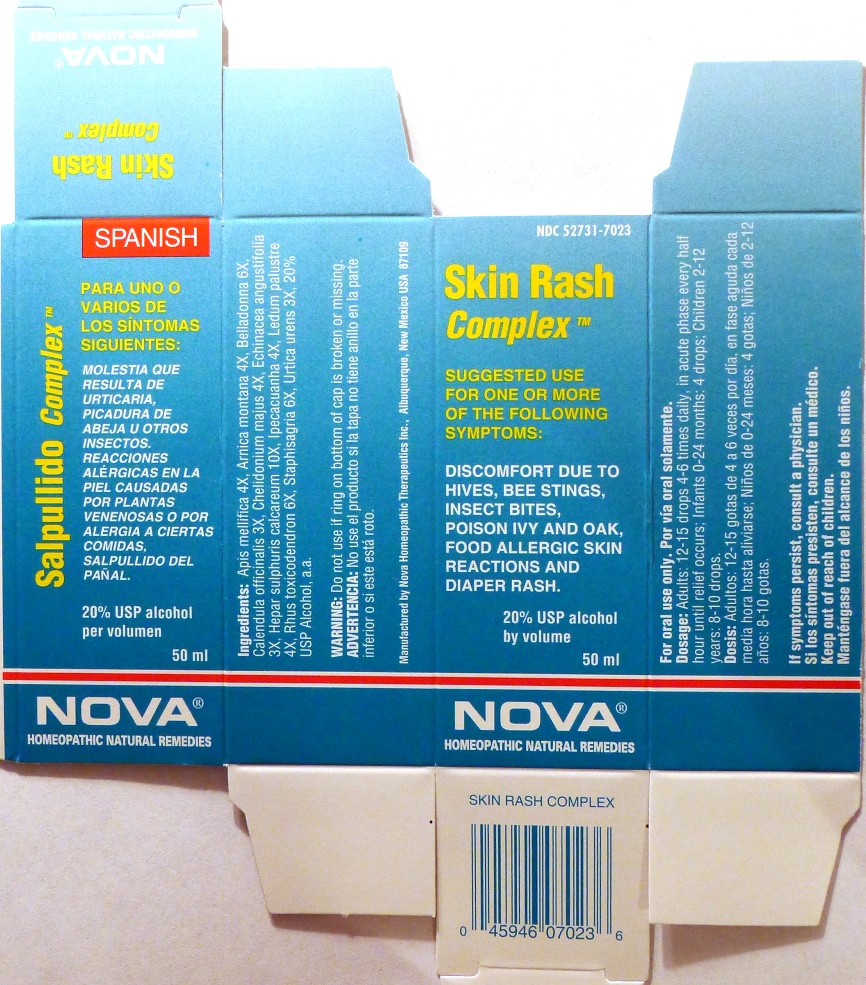 HOMEOPATHIC NATURAL REMEDIES
NOVA®
Complex™
Skin Rash
SPANISH
Salpullido Complex™
PARA UNO O
VARIOS DE
LOS SÍNTOMAS
SIGUIENTES:
MOLESTIA QUE
RESULTA DE
URTICARIA,
PICADURA DE
ABEJA U OTROS
INSECTOS.
REACCIONES
ALÉRGICAS EN LA
PIEL CAUSADAS
POR PLANTAS
VENENOSAS O POR
ALERGIA A CIERTAS
COMIDAS,
SALPULLIDO DEL
PAÑAL.
20% USP alcohol
per volumen
50 ml
NOVA®
HOMEOPATHIC NATURAL REMEDIES
Ingredients: Apis mellifica 4X, Arnica montana 4X, Belladonna 6X,
Calendula officinalis 3X, Chelidonium majus 4X, Echinacea angustifolia
3X, Hepar sulphuris calcareum 10X, Ipecacuanha 4X, Ledum palustre
4X, Rhus toxicodendron 6X, Staphisagria 6X, Urtica urens 3X, 20%
USP Alcohol, a.a.
WARNING: Do not use if ring on bottom of cap is broken or missing.
ADVERTENCIA: No use el producto si la tapa no tiene anillo en la parte
inferior o si este está roto.
Manufactured by Nova Homeopathic Therapeutics Inc., Albuquerque, New Mexico USA 87109
NDC 52731-7023
Skin Rash
Complex™
SUGGESTED USE
FOR ONE OR MORE
OF THE FOLLOWING
SYMPTOMS:
DISCOMFORT DUE TO
HIVES, BEE STINGS,
INSECT BITES,
POISON IVY AND OAK,
FOOD ALLERGIC SKIN
REACTIONS AND
DIAPER RASH.
20% USP alcohol
by volume
50 ml
NOVA®
HOMEOPATHIC NATURAL REMEDIES
For oral use only. Por vía oral solamente.
Dosage: Adults: 12-15 drops 4-6 times daily, in acute phase every half
hour until relief occurs; Infants 0-24 months: 4 drops; Children 2-12
years: 8-10 drops.
Dosis: Adultos: 12-15 gotas de 4 a 6 veces por día, en fase aguda cada
media hora hasta aliviarse; Niños de 0-24 meses: 4 gotas; Niños de 2-12
años: 8-10 gotas.
If symptoms persist, consult a physician.
Si los síntomas presisten, consulte un médico.
Keep out of reach of children.
Manténgase fuera del alcance de los niños.
SKIN RASH COMPLEX
0 45946 07023 6